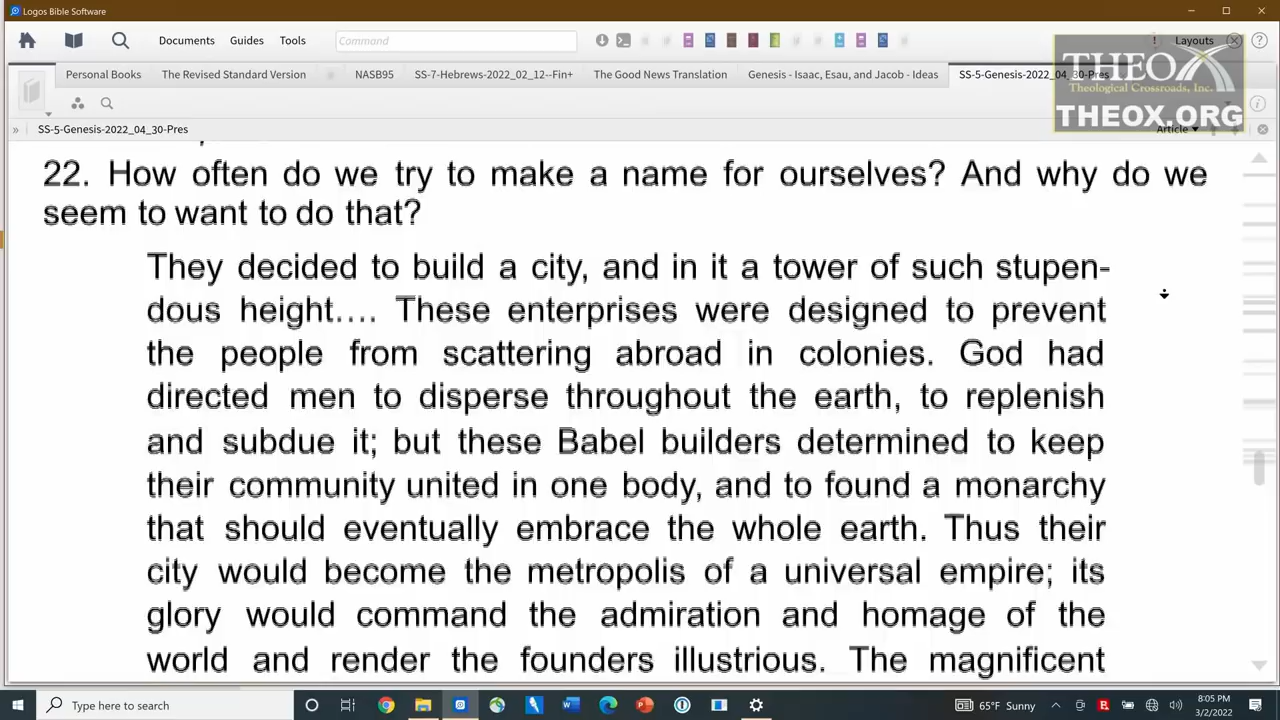 Logos Bible Software
Documents Guides Tools Command Layouts
Personal Books The Revised Standard Version NASB95 SS-7-Hebrews-2022_02_12--Fin+ The Good News Translation Genesis - Isaac, Esau, and Jacob - Ideas SS-5-Genesis-2022_04_30-Pres
THEOX
Theological Crossroads, Inc.
THEOX.ORG
» SS-5-Genesis-2022_04_30-Pres Article
22. How often do we try to make a name for ourselves? And why do we
seem to want to do that?
They decided to build a city, and in it a tower of such stupen-
dous height…. These enterprises were designed to prevent
the people from scattering abroad in colonies. God had
directed men to disperse throughout the earth, to replenish
and subdue it; but these Babel builders determined to keep
their community united in one body, and to found a monarchy
that should eventually embrace the whole earth. Thus their
city would become the metropolis of a universal empire; its
glory would command the admiration and homage of the
world and render the founders illustrious. The magnificent
Type here to search 65°F Sunny 8:05 PM
3/2/2022